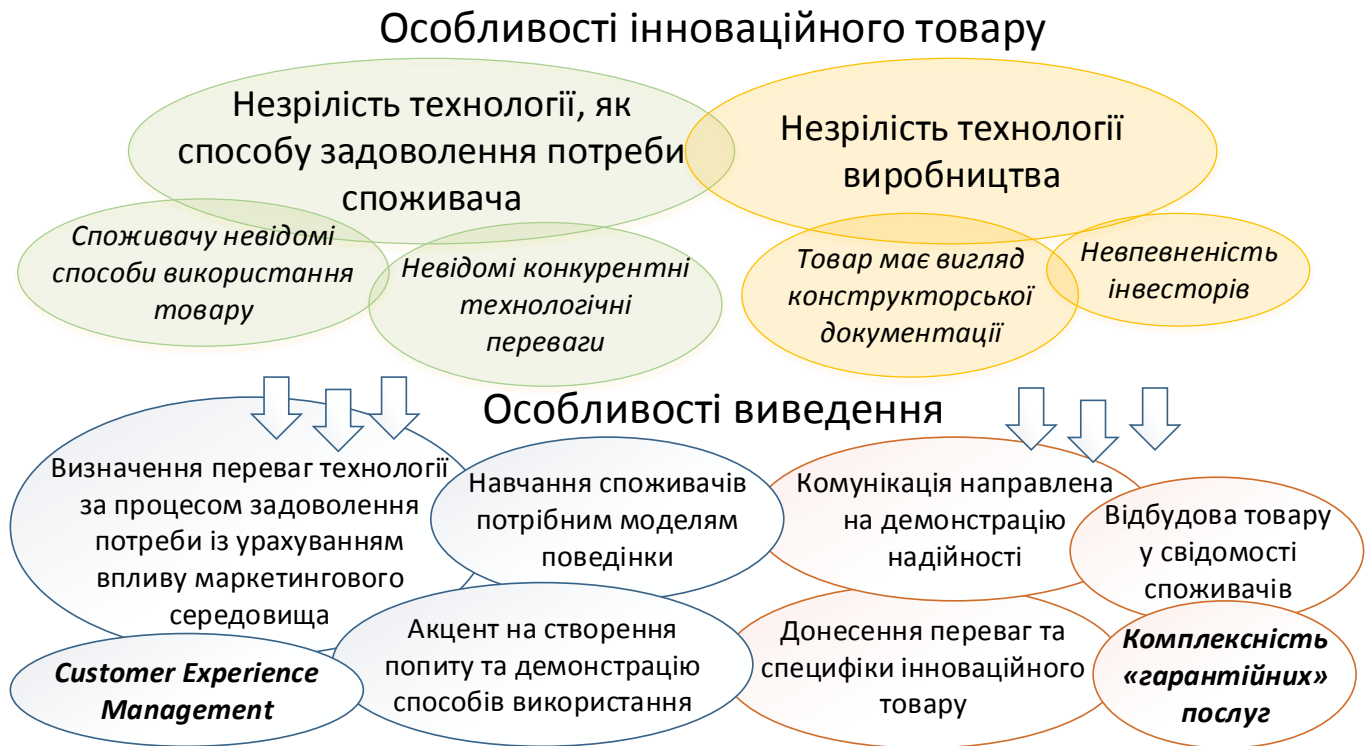 Особливості інноваційного товару
Незрілість технології, як
способу задоволення потреби
споживача
Незрілість технології
виробництва
Споживачу невідомі
способи використання
товару
Невідомі конкурентні
технологічні
переваги
Товар має вигляд
конструкторської
документації
Невпевненість
інвесторів
Особливості виведення
Визначення переваг технології
за процесом задоволення
потреби із урахуванням
впливу маркетингового
середовища
Навчання споживачів
потрібним моделям
поведінки
Комунікація направлена
на демонстрацію
надійності
Відбудова товару
у свідомості
споживачів
Customer Experience
Management
Акцент на створення
попиту та демонстрацію
способів використання
Донесення переваг та
специфіки інноваційного
товару
Комплексність
«гарантійних»
послуг